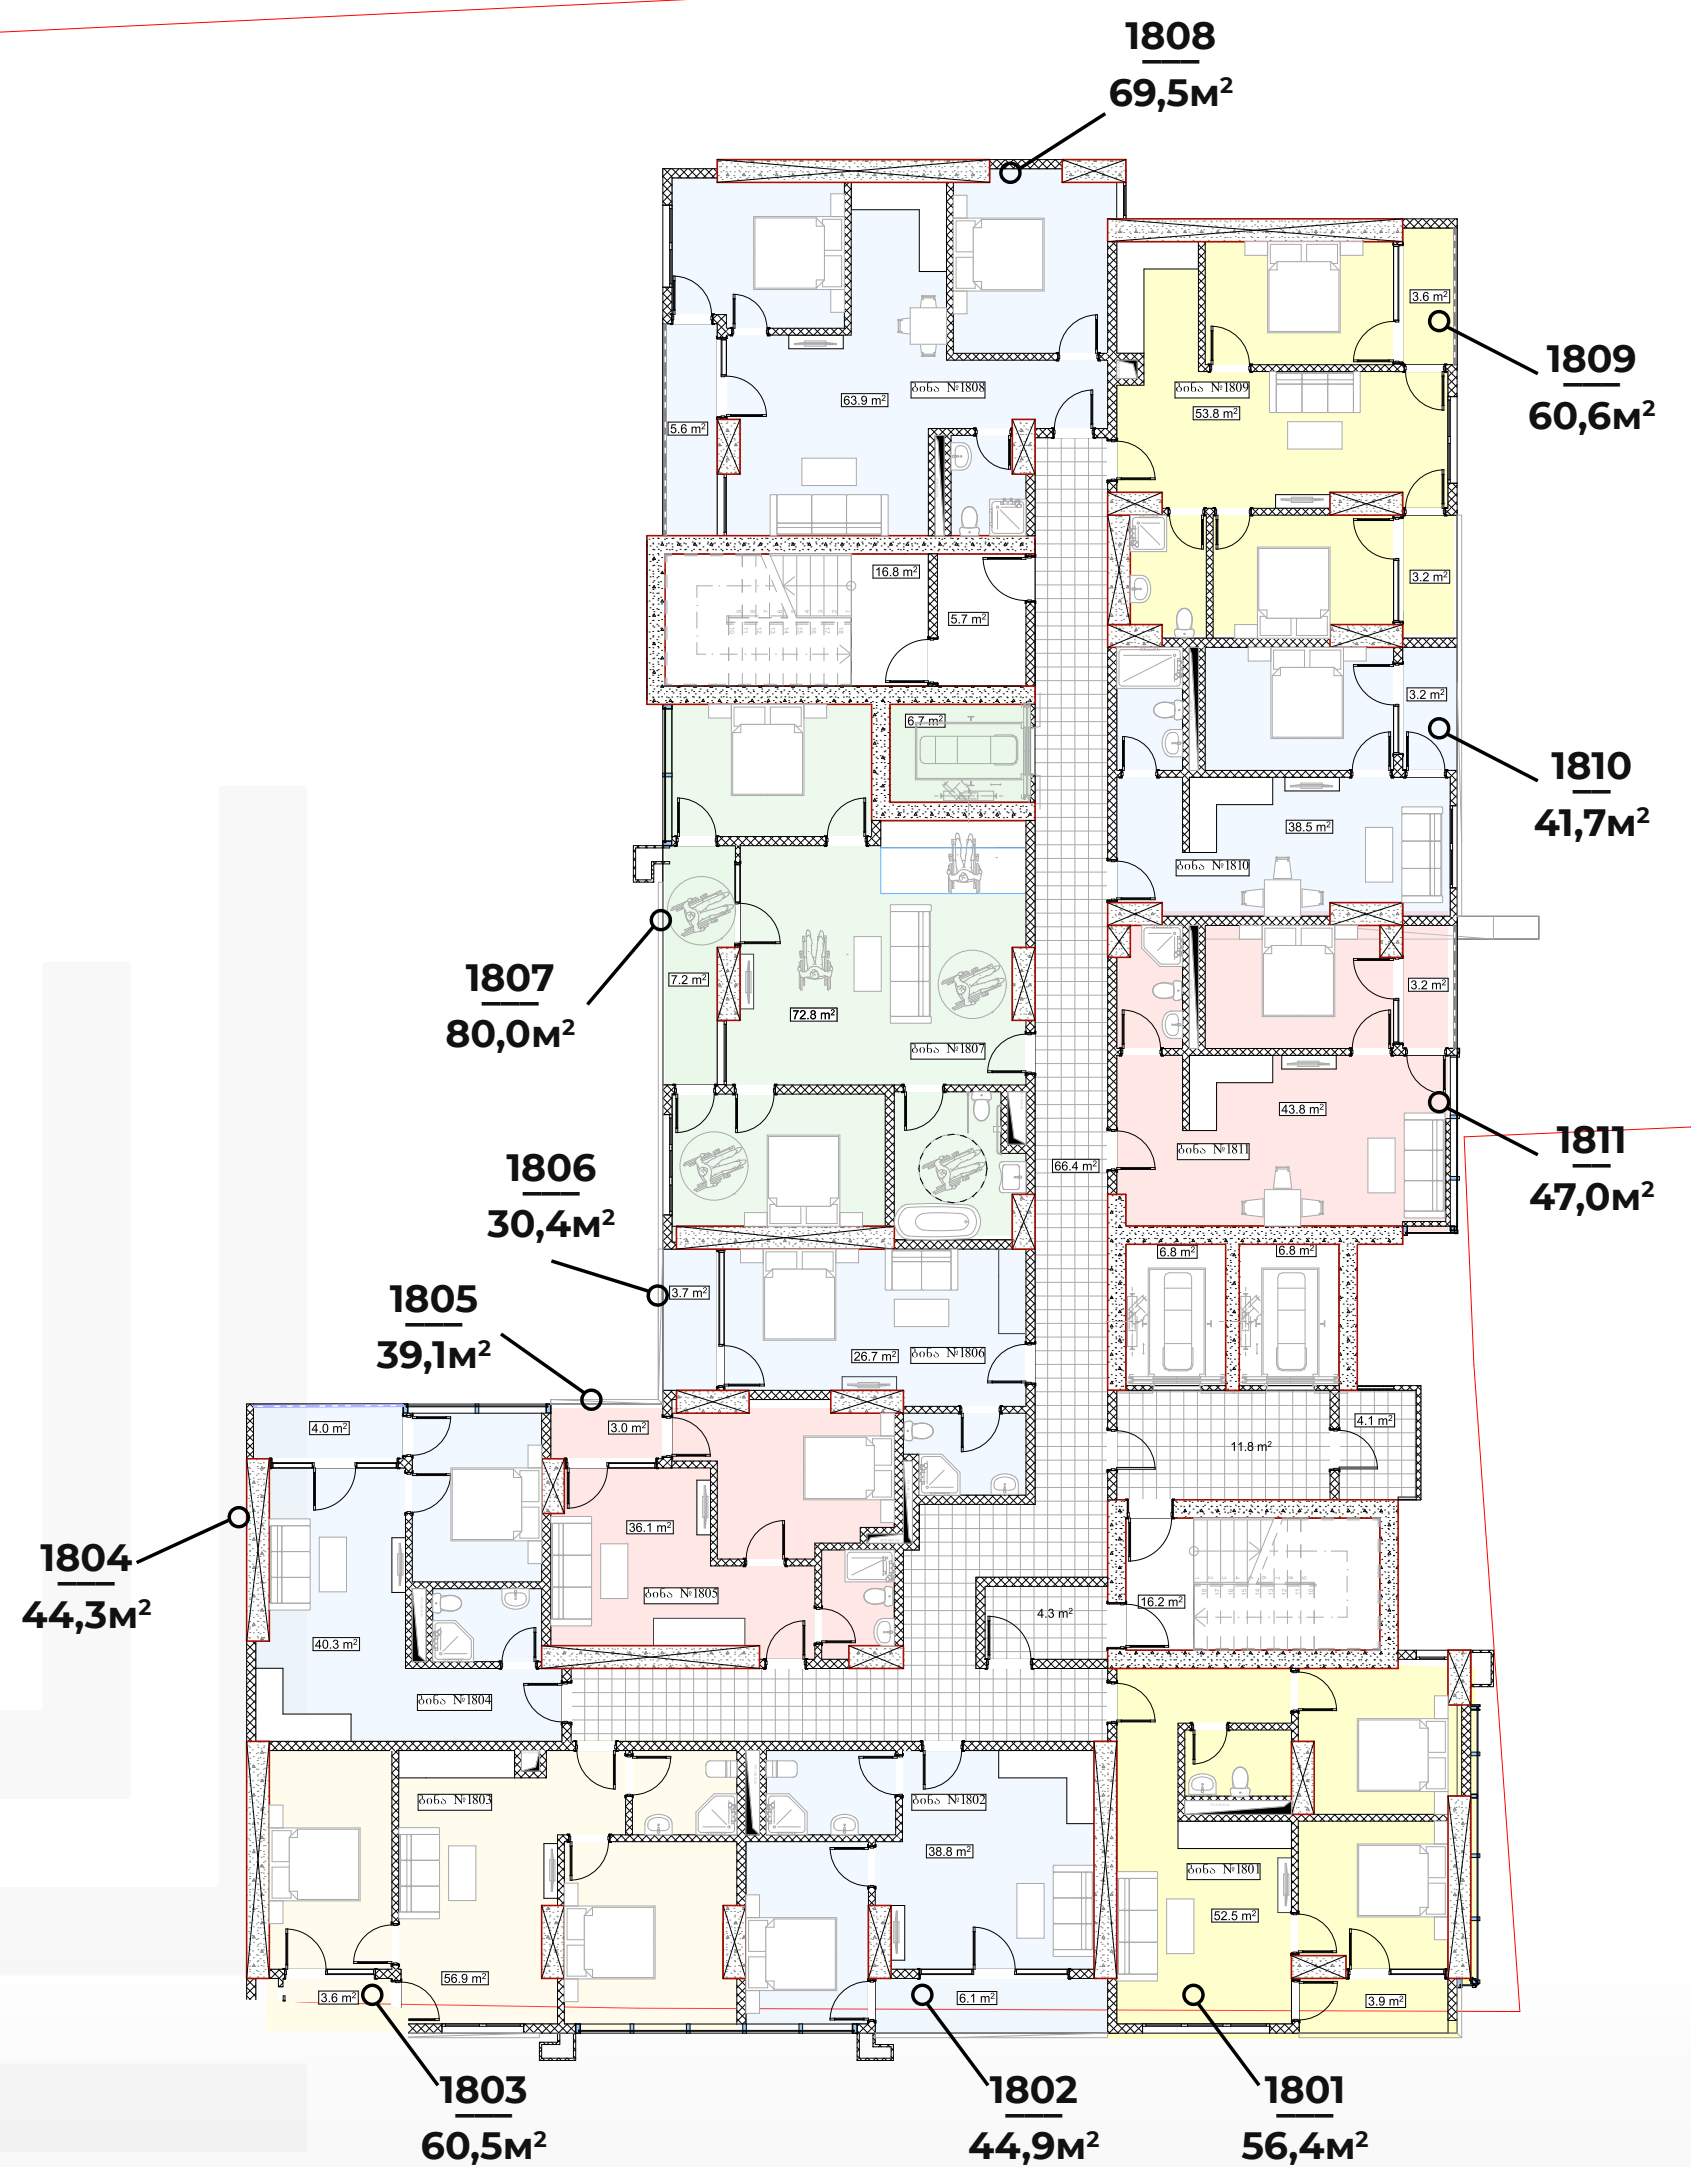 1808
69,5м²
1809
60,6м²
1810
41,7м²
1811
47,0м²
1807
80,0м²
1806
30,4м²
1805
39,1м²
1804
44,3м²
1803
60,5м²
1802
44,9м²
1801
56,4м²
ბინა №1808
63.9 m²
5.6 m²
ბინა №1809
53.8 m²
3.6 m²
3.2 m²
16.8 m²
5.7 m²
6.7 m²
3.2 m²
38.5 m²
ბინა №1810
7.2 m²
72.8 m²
ბინა №1807
3.2 m²
43.8 m²
ბინა №1811
66.4 m²
6.8 m²
6.8 m²
3.7 m²
26.7 m²
ბინა №1806
4.0 m²
3.0 m²
36.1 m²
ბინა №1805
40.3 m²
ბინა №1804
11.8 m²
4.1 m²
4.3 m²
16.2 m²
ბინა №1803
56.9 m²
3.6 m²
ბინა №1802
38.8 m²
6.1 m²
ბინა №1801
52.5 m²
3.9 m²